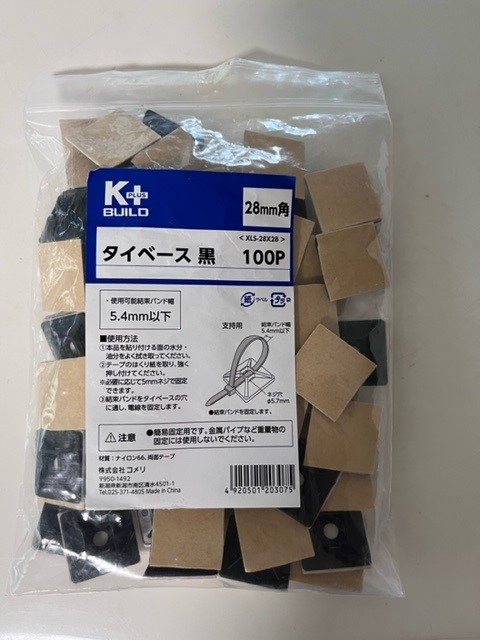 K+
PLUS
BUILD
28mm角
< XLS-28X28 >
タイベース 黒 100P
・使用可能結束バンド幅
5.4mm以下
紙 ラベル プラ 袋
■使用方法
①本品を貼り付ける面の水分・
油分をよく拭き取ってください。
②テープのはくり紙を取り、強く
押し付けてください。
※必要に応じて5mmネジで固定
できます。
③結束バンドをタイベースの穴
に通し、電線を固定します。
支持用
結束バンド幅
5.4mm以下
ネジ穴
φ5.7mm
●結束バンドを固定します。
注意
●簡易固定用です。金属パイプなど重量物の
固定には使用しないでください。
材質：ナイロン66、両面テープ
株式会社コメリ
〒950-1492
新潟県新潟市南区清水4501-1
TeL025-371-4805 Made in China
4 920501 203075